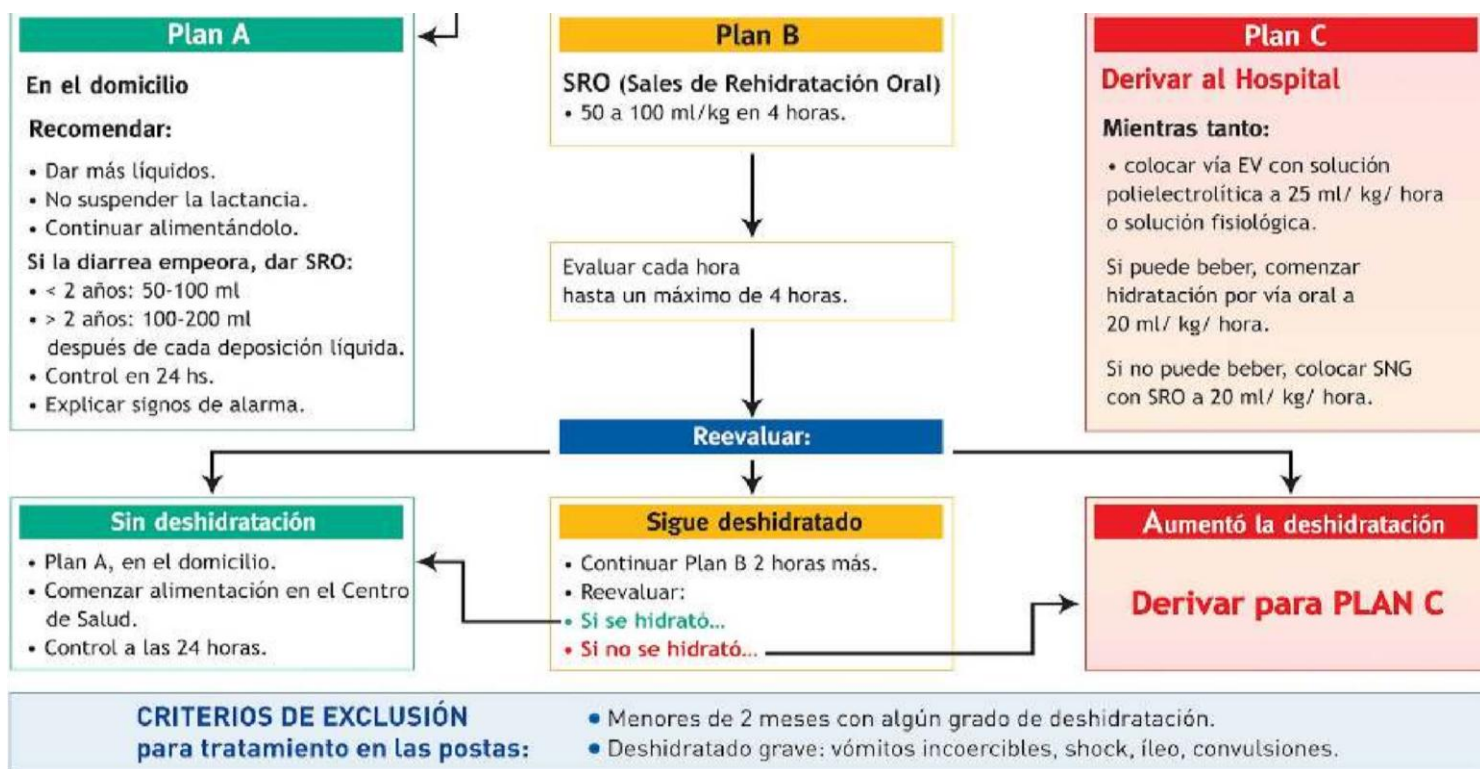 Plan A
En el domicilio
Recomendar:
• Dar más líquidos.
• No suspender la lactancia.
• Continuar alimentándolo.
Si la diarrea empeora, dar SRO:
• < 2 años: 50-100 ml
• > 2 años: 100-200 ml
después de cada deposición líquida.
• Control en 24 hs.
• Explicar signos de alarma.
Plan B
SRO (Sales de Rehidratación Oral)
• 50 a 100 ml/kg en 4 horas.
Evaluar cada hora
hasta un máximo de 4 horas.
Plan C
Derivar al Hospital
Mientras tanto:
• colocar vía EV con solución
polielectrolítica a 25 ml/ kg/ hora
o solución fisiológica.
Si puede beber, comenzar
hidratación por vía oral a
20 ml/ kg/ hora.
Si no puede beber, colocar SNG
con SRO a 20 ml/ kg/ hora.
Reevaluar:
Sin deshidratación
• Plan A, en el domicilio.
• Comenzar alimentación en el Centro
de Salud.
• Control a las 24 horas.
Sigue deshidratado
• Continuar Plan B 2 horas más.
• Reevaluar:
• Si se hidrató...
• Si no se hidrató...
Aumentó la deshidratación
Derivar para PLAN C
CRITERIOS DE EXCLUSIÓN
para tratamiento en las postas:
• Menores de 2 meses con algún grado de deshidratación.
• Deshidratado grave: vómitos incoercibles, shock, íleo, convulsiones.